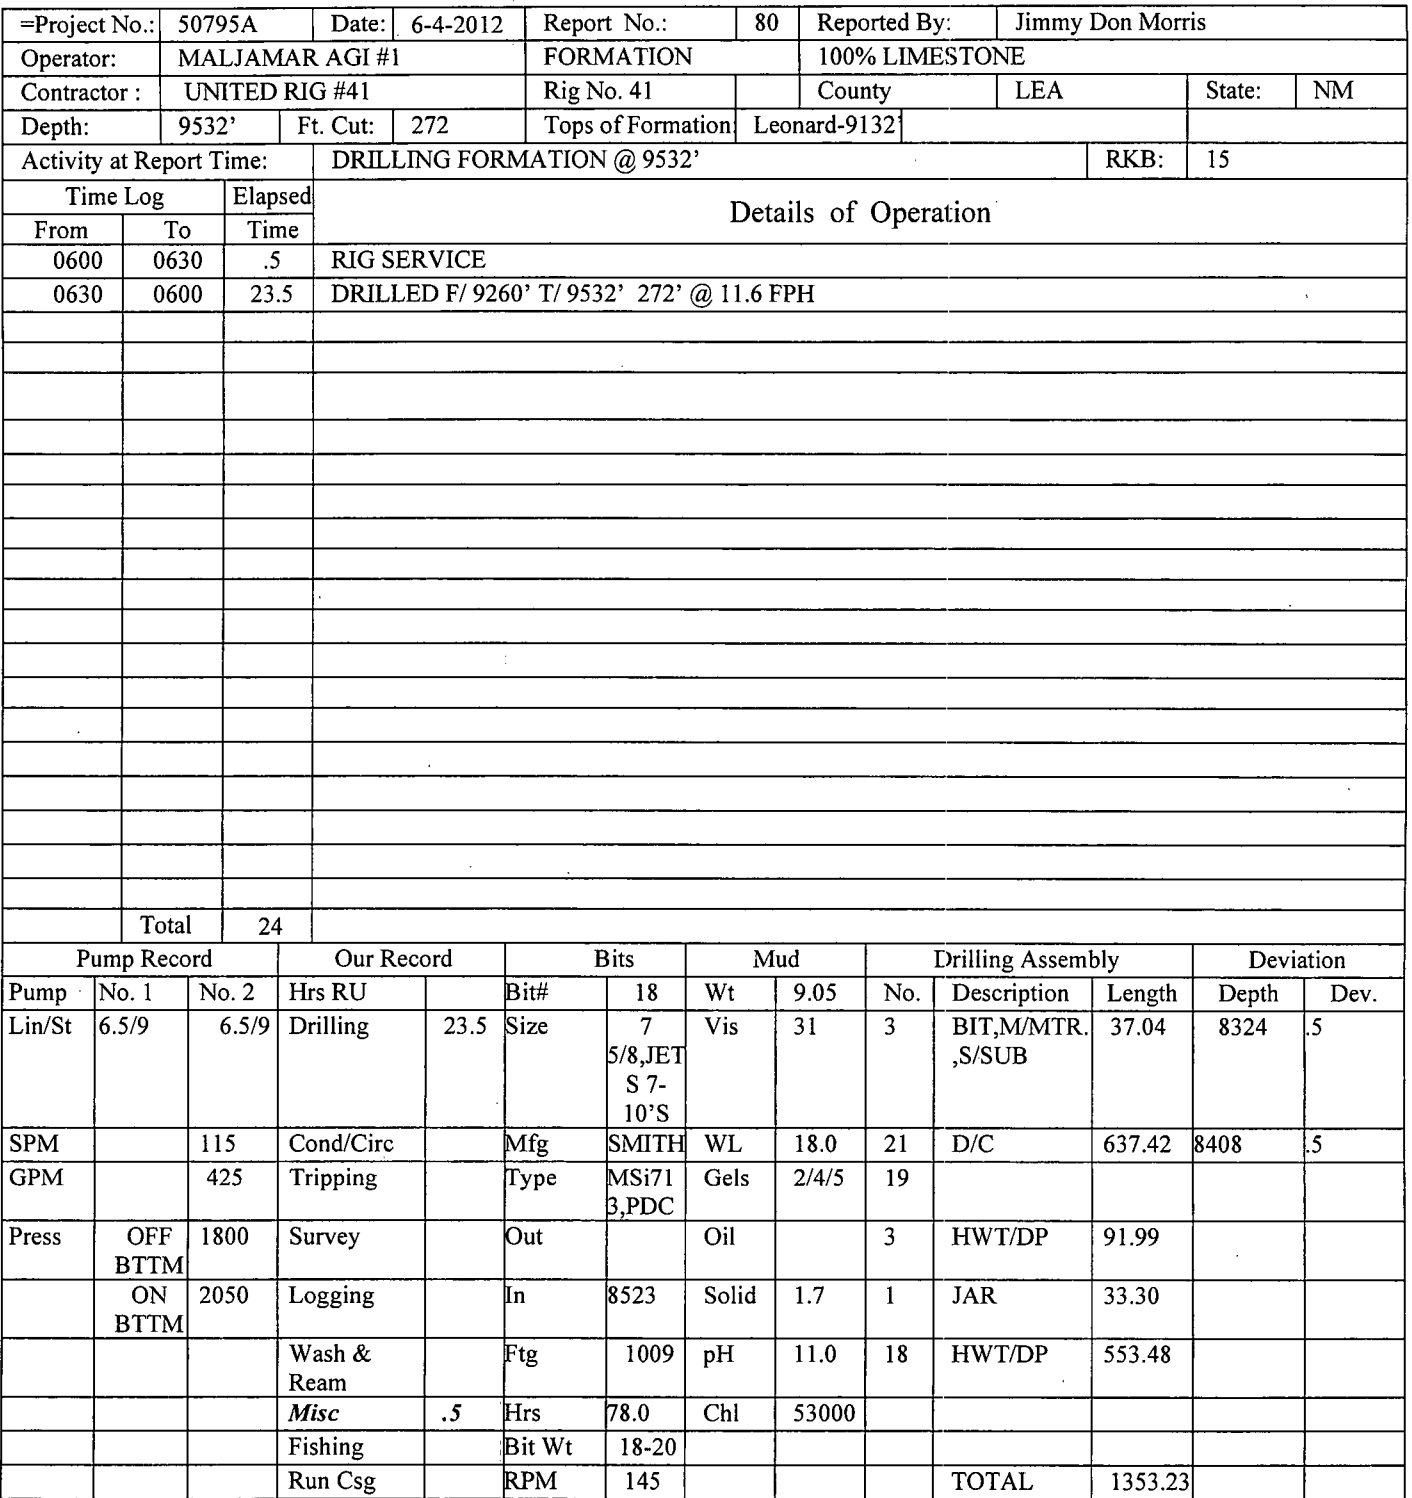 =Project No.: 50795A Date: 6-4-2012 Report No.: 80 Reported By: Jimmy Don Morris
Operator: MALJAMAR AGI #1 FORMATION 100% LIMESTONE
Contractor : UNITED RIG #41 Rig No. 41 County LEA State: NM
Depth: 9532' Ft. Cut: 272 Tops of Formation: Leonard-9132'
Activity at Report Time: DRILLING FORMATION @ 9532' RKB: 15
Time Log Elapsed Details of Operation
From To Time
0600 0630 .5 RIG SERVICE
0630 0600 23.5 DRILLED F/ 9260' T/ 9532' 272' @ 11.6 FPH
Total 24
Pump Record Our Record Bits Mud Drilling Assembly Deviation
Pump No. 1 No. 2 Hrs RU Bit# 18 Wt 9.05 No. Description Length Depth Dev.
Lin/St 6.5/9 6.5/9 Drilling 23.5 Size 7 Vis 31 3 BIT,M/MTR. 37.04 8324 .5
5/8,JET ,S/SUB
S 7-
10'S
SPM 115 Cond/Circ Mfg SMITH WL 18.0 21 D/C 637.42 8408 .5
GPM 425 Tripping Type MSi71 Gels 2/4/5 19
3,PDC
Press OFF 1800 Survey Out Oil 3 HWT/DP 91.99
BTTM
ON 2050 Logging In 8523 Solid 1.7 1 JAR 33.30
BTTM
Wash & Ftg 1009 pH 11.0 18 HWT/DP 553.48
Ream
Misc .5 Hrs 78.0 Chl 53000
Fishing Bit Wt 18-20
Run Csg RPM 145 TOTAL 1353.23